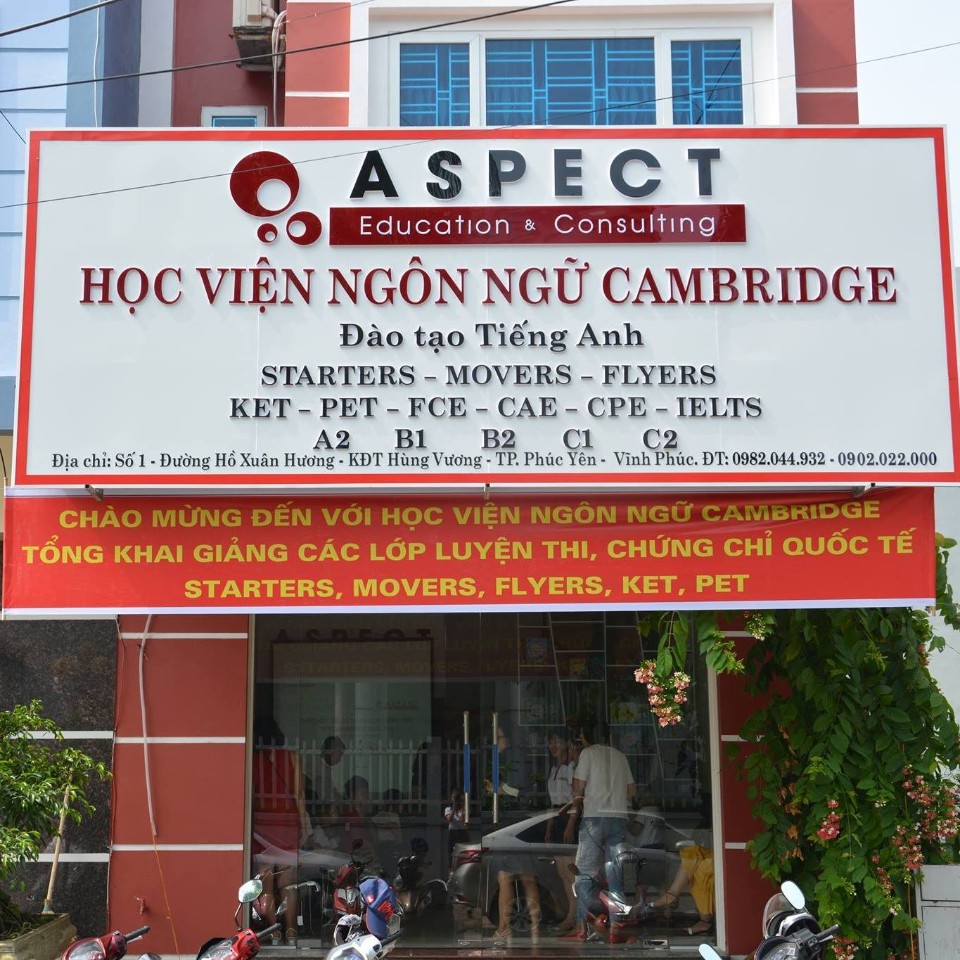 ASPECT
Education & Consulting
HỌC VIỆN NGÔN NGỮ CAMBRIDGE
Đào tạo Tiếng Anh
STARTERS – MOVERS – FLYERS
KET – PET – FCE – CAE – CPE – IELTS
A2 B1 B2 C1 C2
Địa chỉ: Số 1 - Đường Hồ Xuân Hương - KĐT Hùng Vương - TP. Phúc Yên - Vĩnh Phúc. ĐT: 0982.044.932 - 0902.022.000
CHÀO MỪNG ĐẾN VỚI HỌC VIỆN NGÔN NGỮ CAMBRIDGE
TỔNG KHAI GIẢNG CÁC LỚP LUYỆN THI, CHỨNG CHỈ QUỐC TẾ
STARTERS, MOVERS, FLYERS, KET, PET
ASPECT
STARTERS MOVERS